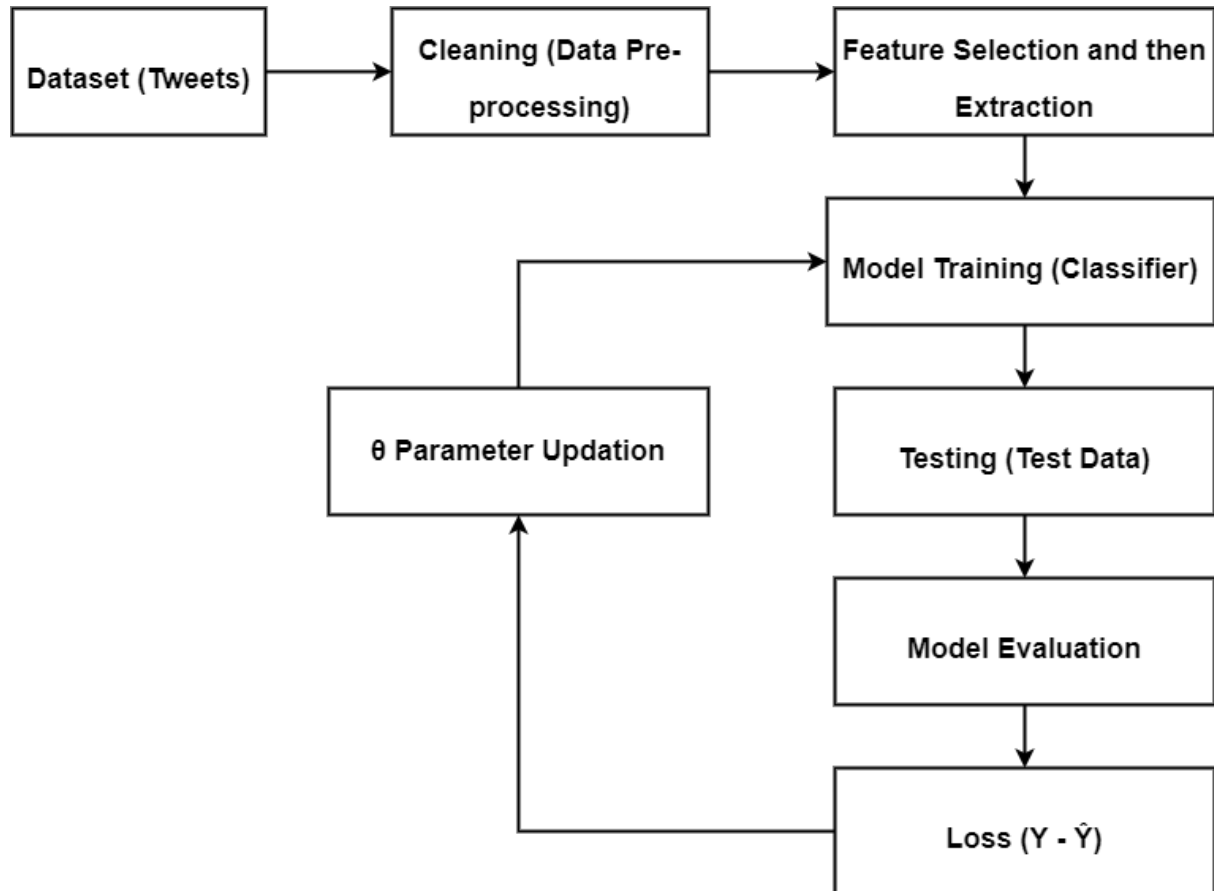 Dataset (Tweets)
Cleaning (Data Pre-
processing)
Feature Selection and then
Extraction
Model Training (Classifier)
θ Parameter Updation
Testing (Test Data)
Model Evaluation
Loss (Y - Ŷ)